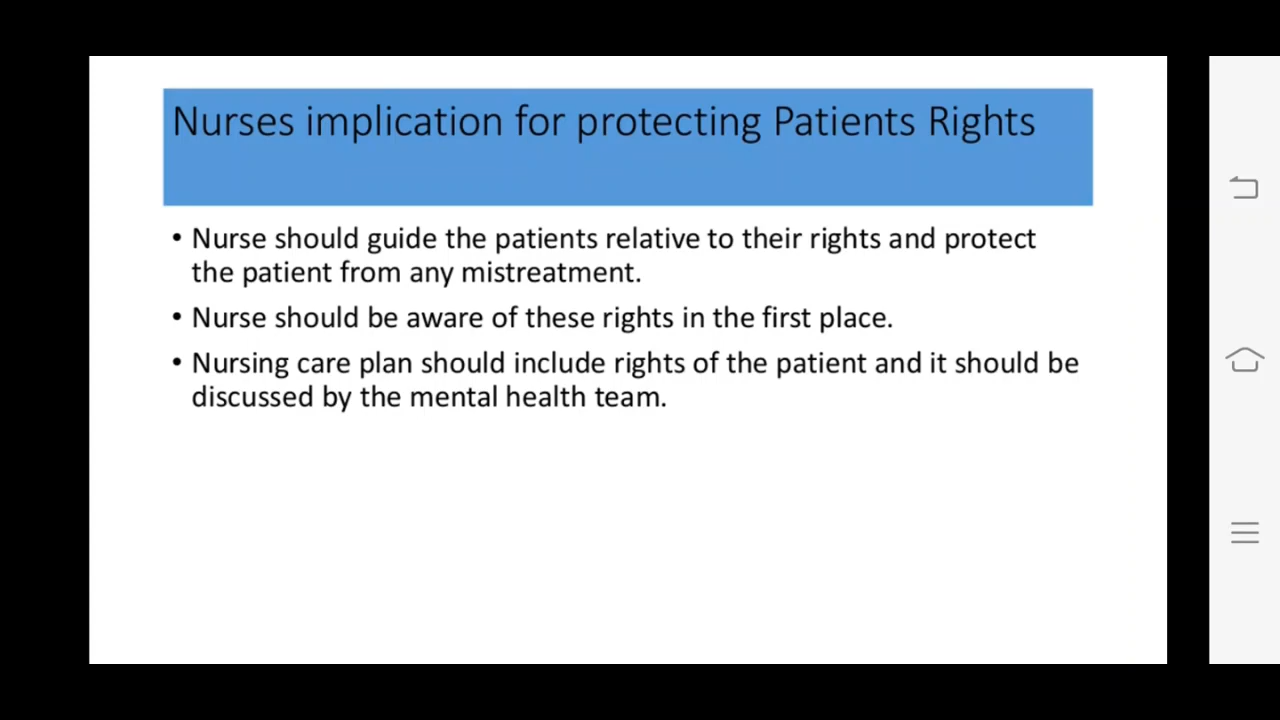 Nurses implication for protecting Patients Rights
• Nurse should guide the patients relative to their rights and protect
the patient from any mistreatment.
• Nurse should be aware of these rights in the first place.
• Nursing care plan should include rights of the patient and it should be
discussed by the mental health team.